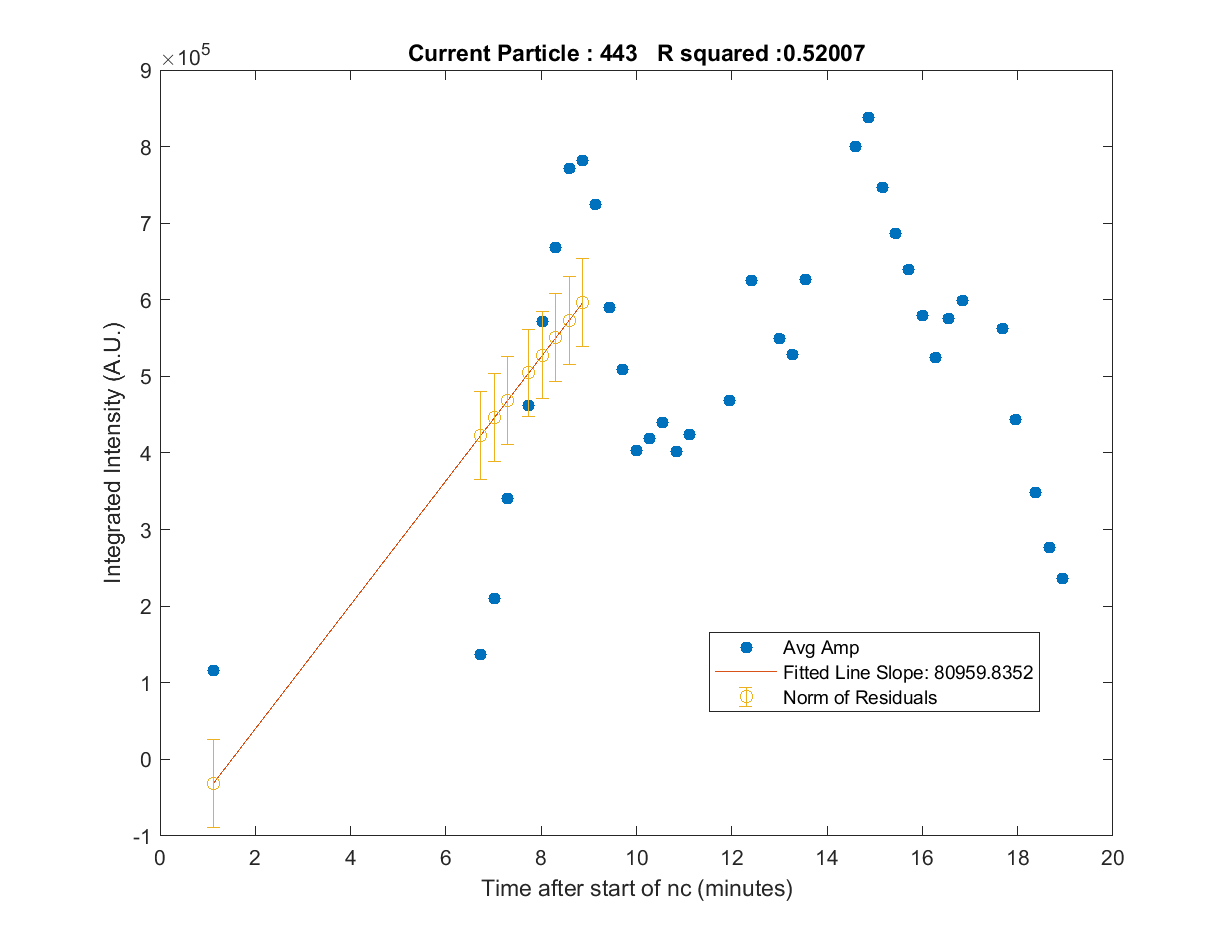 Current Particle : 443 R squared :0.52007
×10^5
9
8
7
6
5
4
3
2
1
0
-1
Integrated Intensity (A.U.)
Avg Amp
Fitted Line Slope: 80959.8352
Norm of Residuals
0 2 4 6 8 10 12 14 16 18 20
Time after start of nc (minutes)